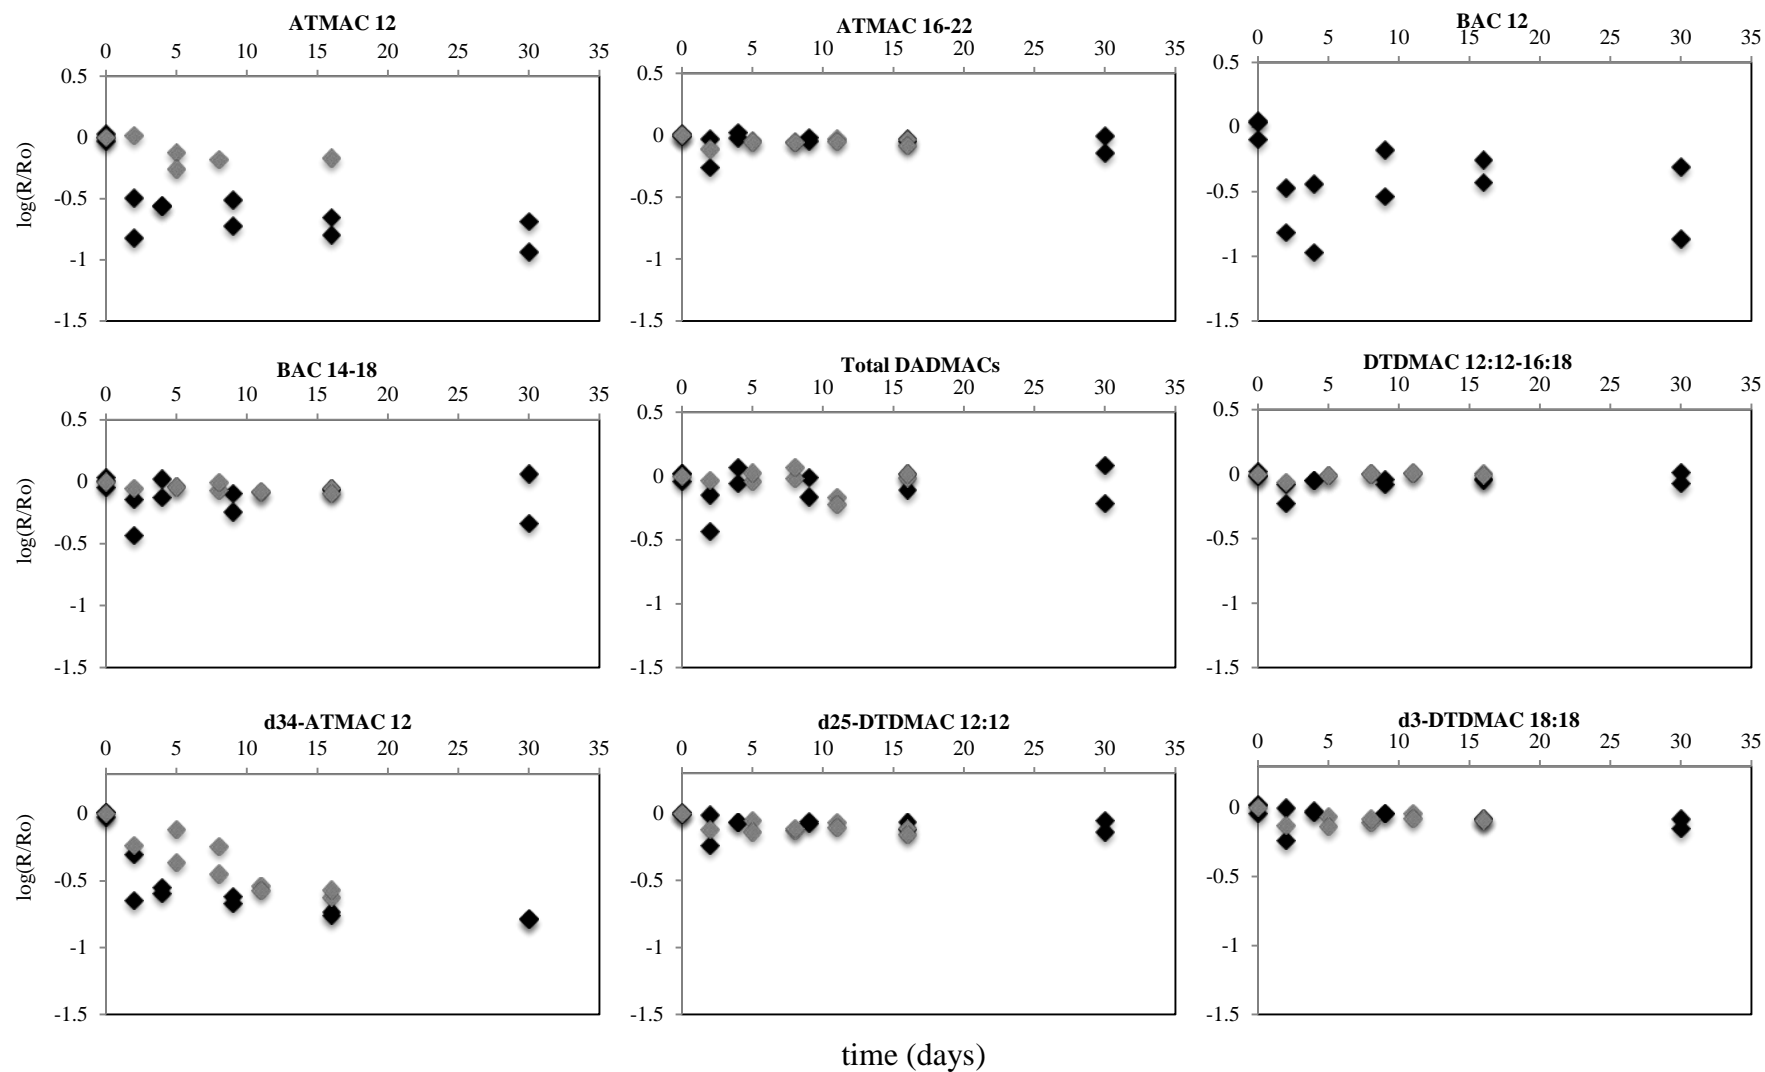 ATMAC 12
0 5 10 15 20 25 30 35
0.5
0
-0.5
-1
-1.5
log(R/Ro)
ATMAC 16-22
0 5 10 15 20 25 30 35
0.5
0
-0.5
-1
-1.5
BAC 12
0 5 10 15 20 25 30 35
0.5
0
-0.5
-1
-1.5
BAC 14-18
0 5 10 15 20 25 30 35
0.5
0
-0.5
-1
-1.5
log(R/Ro)
Total DADMACs
0 5 10 15 20 25 30 35
0.5
0
-0.5
-1
-1.5
DTDMAC 12:12-16:18
0 5 10 15 20 25 30 35
0.5
0
-0.5
-1
-1.5
d34-ATMAC 12
0 5 10 15 20 25 30 35
0
-0.5
-1
-1.5
log(R/Ro)
d25-DTDMAC 12:12
0 5 10 15 20 25 30 35
0
-0.5
-1
-1.5
d3-DTDMAC 18:18
0 5 10 15 20 25 30 35
0
-0.5
-1
-1.5
time (days)